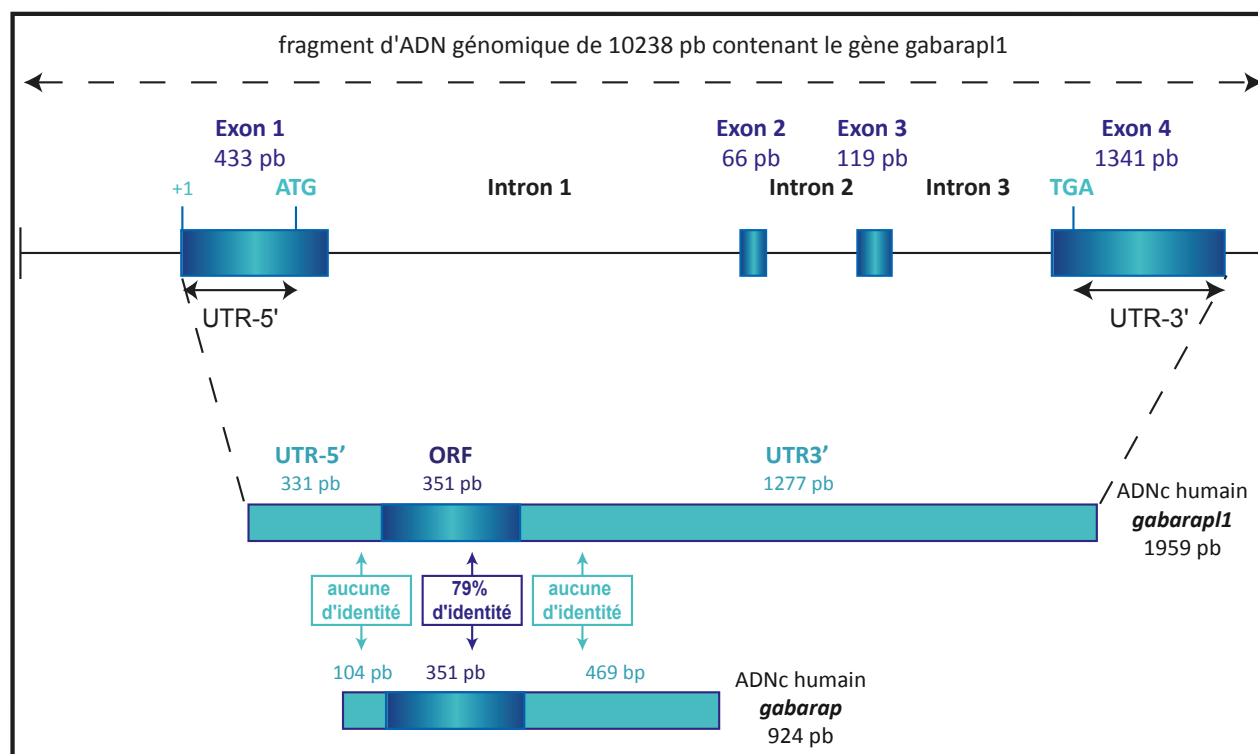 fragment d'ADN génomique de 10238 pb contenant le gène gabarapl1
Exon 1
433 pb
Exon 2
66 pb
Exon 3
119 pb
Exon 4
1341 pb
+1
ATG
Intron 1
Intron 2
Intron 3
TGA
UTR-5'
UTR-3'
UTR-5’
331 pb
ORF
351 pb
UTR3'
1277 pb
ADNc humain
gabarapl1
1959 pb
aucune
d'identité
79%
d'identité
aucune
d'identité
104 pb
351 pb
469 bp
ADNc humain
gabarap
924 pb